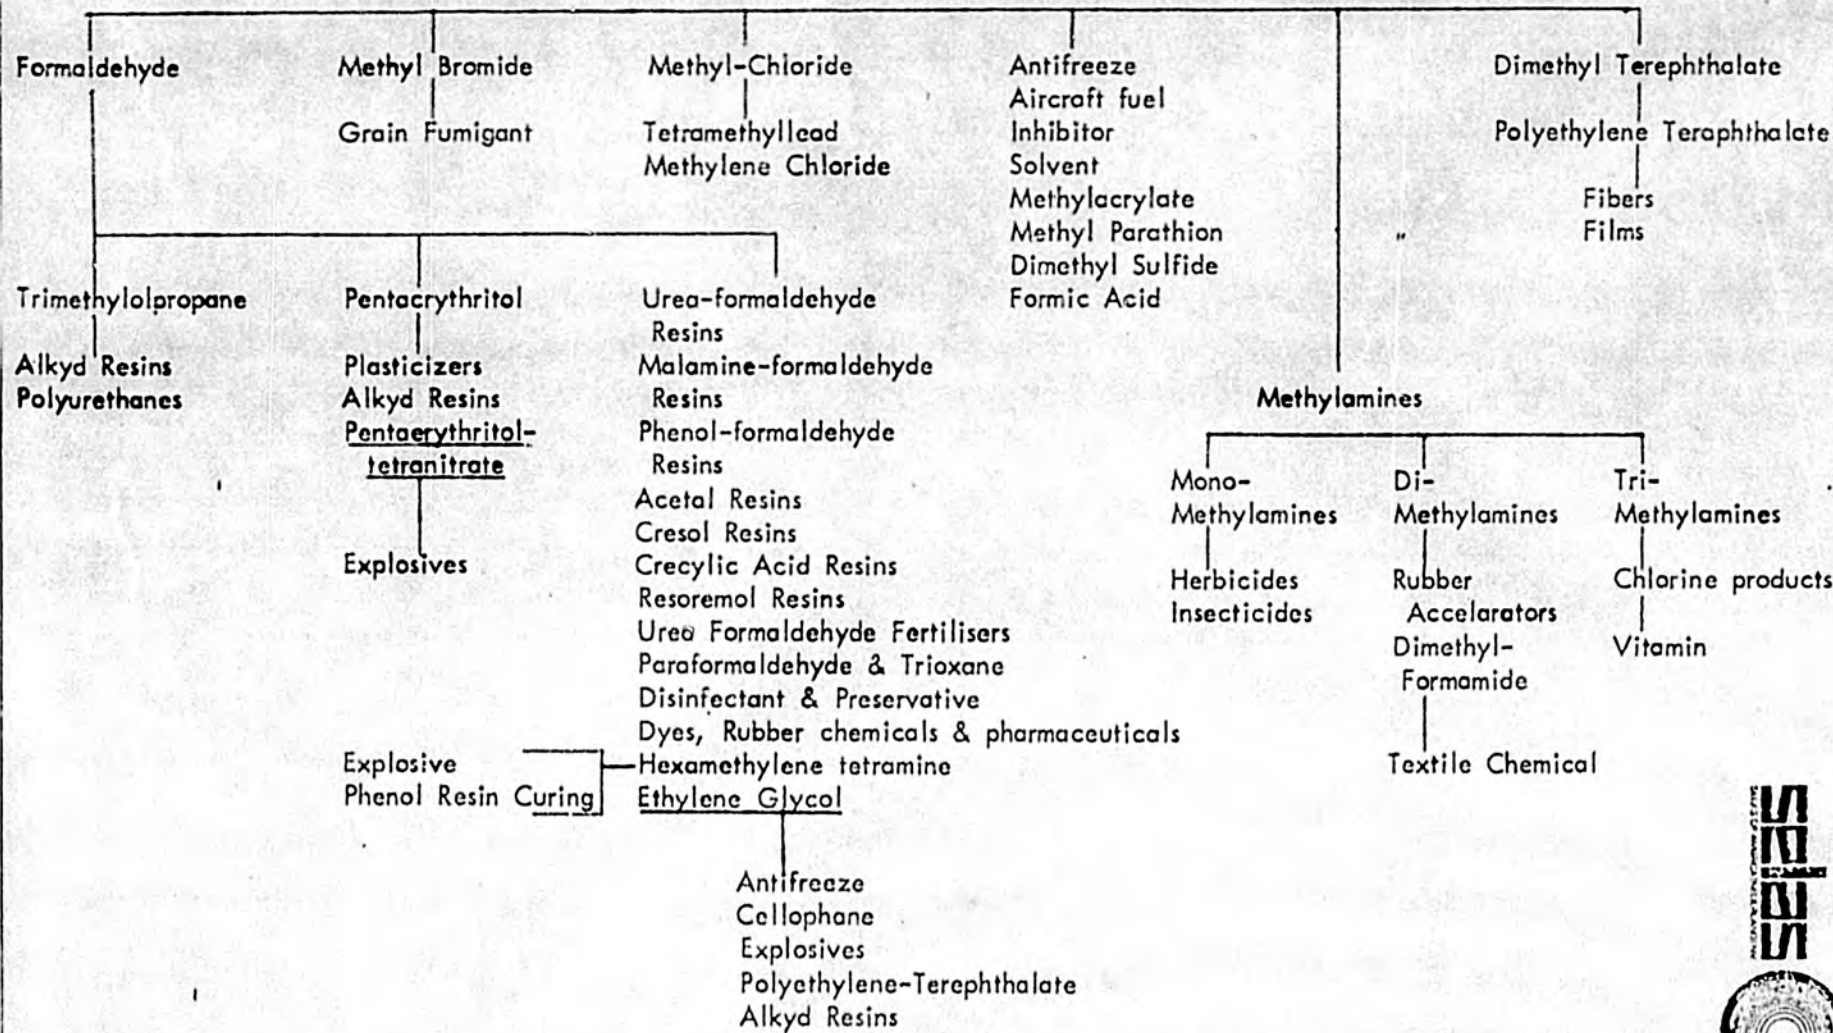 Formaldehyde
Methyl Bromide
Methyl-Chloride
Antifreeze
Aircraft fuel
Inhibitor
Solvent
Methylacrylate
Methyl Parathion
Dimethyl Sulfide
Formic Acid
Dimethyl Terephthalate
Grain Fumigant
Tetramethyllead
Methylene Chloride
Polyethylene Teraphthalate
Fibers
Films
Trimethylolpropane
Alkyd Resins
Polyurethanes
Pentacrythritol
Plasticizers
Alkyd Resins
Pentaerythritol-
tetranitrate
Explosives
Urea-formaldehyde
Resins
Malamine-formaldehyde
Resins
Phenol-formaldehyde
Resins
Acetal Resins
Cresol Resins
Crecylic Acid Resins
Resoremol Resins
Urea Formaldehyde Fertilisers
Paraformaldehyde & Trioxane
Disinfectant & Preservative
Dyes, Rubber chemicals & pharmaceuticals
Hexamethylene tetramine
Ethylene Glycol
Explosive
Phenol Resin Curing
Antifreeze
Cellophane
Explosives
Polyethylene-Terephthalate
Alkyd Resins
Methylamines
Mono-
Methylamines
Herbicides
Insecticides
Di-
Methylamines
Rubber
Accelarators
Dimethyl-
Formamide
Textile Chemical
Tri-
Methylamines
Chlorine products
Vitamin